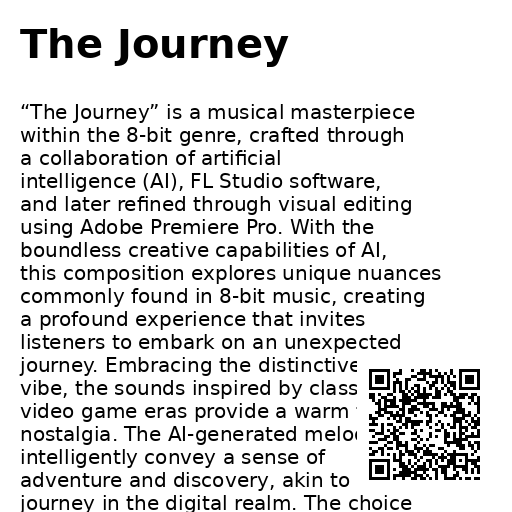 The Journey
“The Journey” is a musical masterpiece
within the 8-bit genre, crafted through
a collaboration of artificial
intelligence (AI), FL Studio software,
and later refined through visual editing
using Adobe Premiere Pro. With the
boundless creative capabilities of AI,
this composition explores unique nuances
commonly found in 8-bit music, creating
a profound experience that invites
listeners to embark on an unexpected
journey. Embracing the distinctive
vibe, the sounds inspired by class
video game eras provide a warm
nostalgia. The AI-generated
intelligently convey a sense of
adventure and discovery, akin to
journey in the digital realm. The choice